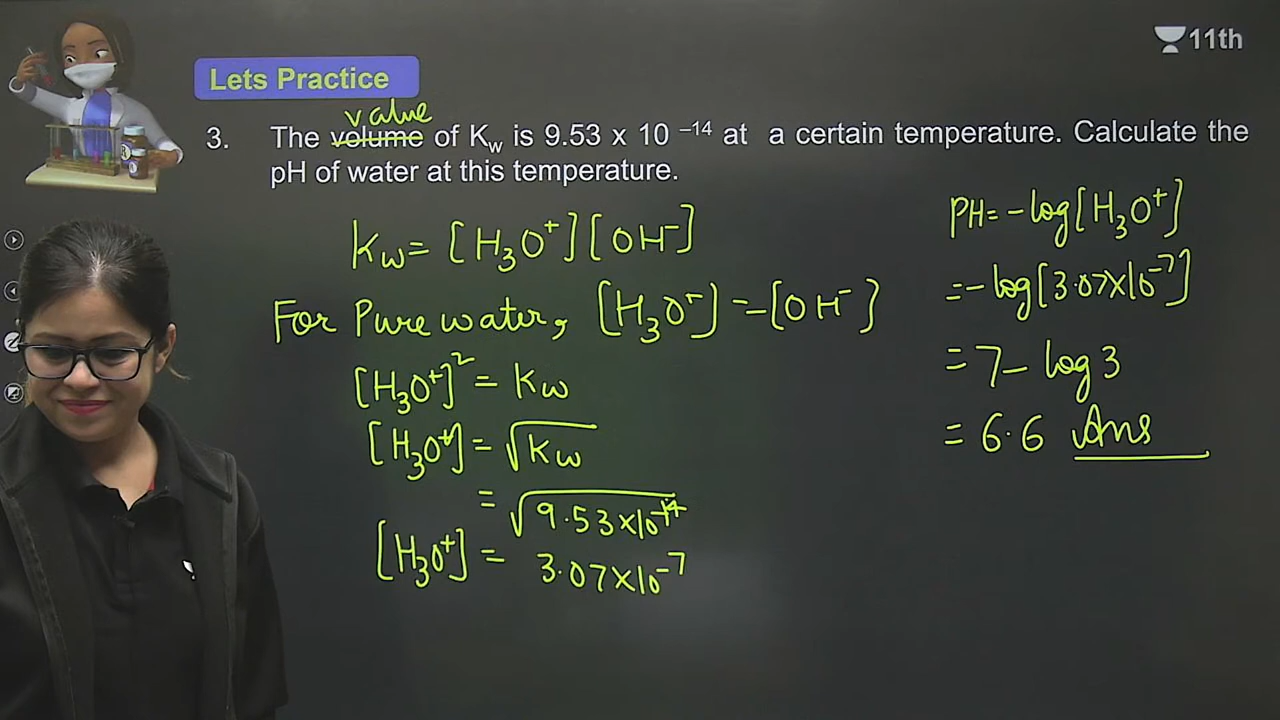 11th
Lets Practice
value
3. The volume of Kw is 9.53 x 10 –14 at a certain temperature. Calculate the
pH of water at this temperature.
Kw = [H3O+][OH-]
For Pure water, [H3O+] = -[OH-]
[H3O+]2 = Kw
[H3O+] = √Kw
= √9.53×10-14
[H3O+] = 3.07×10-7
PH = -log[H3O+]
= -log[3.07×10-7]
= 7 - log 3
= 6.6 Ans